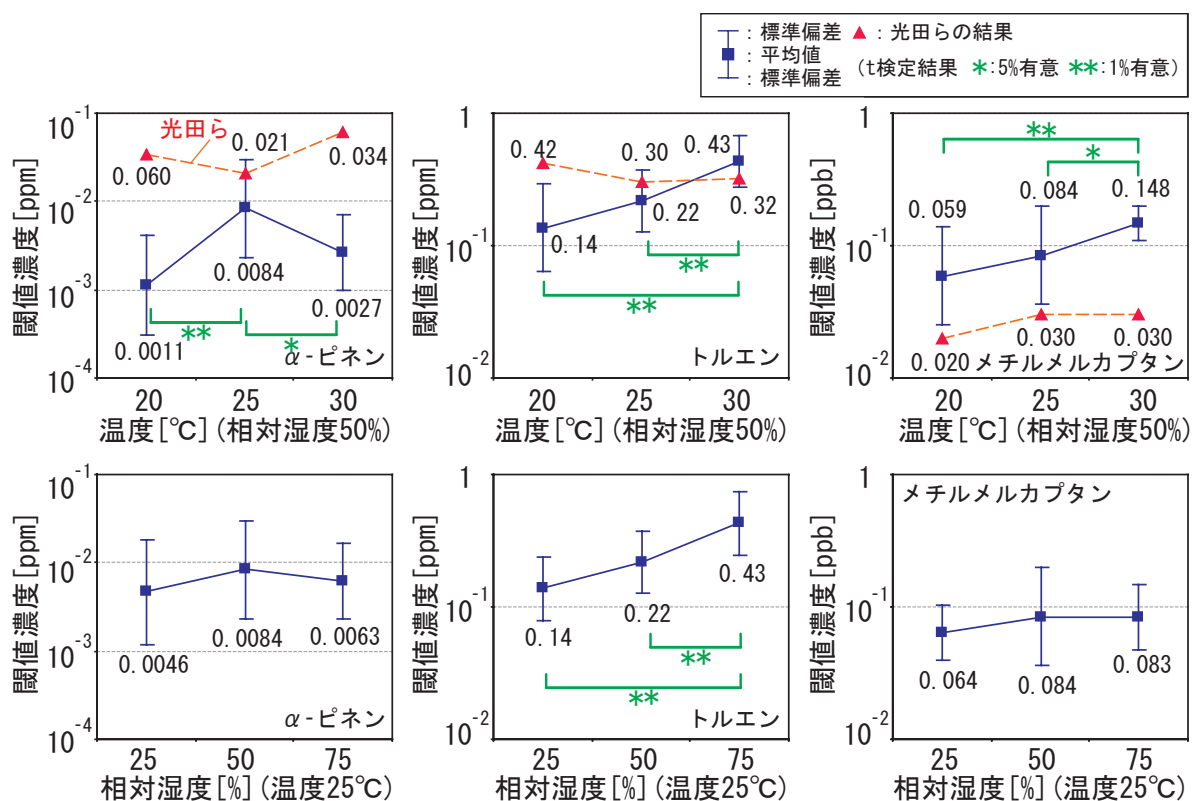 ：標準偏差 ▲：光田らの結果
：平均値
：標準偏差 (t検定結果 *:5%有意 **:1%有意)
閾値濃度[ppm]
10-1
10-2
10-3
10-4
光田ら
0.060
0.021
0.034
0.0011
0.0084
0.0027
**
*
α-ピネン
20 25 30
温度[℃](相対湿度50%)
閾値濃度[ppm]
1
10-1
10-2
0.42
0.30
0.43
0.14
0.22
0.32
**
**
トルエン
20 25 30
温度[℃](相対湿度50%)
閾値濃度[ppb]
1
10-1
10-2
**
*
0.059
0.084
0.148
0.020
0.030
0.030
メチルメルカプタン
20 25 30
温度[℃](相対湿度50%)
閾値濃度[ppm]
10-1
10-2
10-3
10-4
0.0046
0.0084
0.0063
α-ピネン
25 50 75
相対湿度[%](温度25℃)
閾値濃度[ppm]
1
10-1
10-2
0.14
0.22
0.43
**
**
トルエン
25 50 75
相対湿度[%](温度25℃)
閾値濃度[ppb]
1
10-1
10-2
メチルメルカプタン
0.064
0.084
0.083
25 50 75
相対湿度[%](温度25℃)